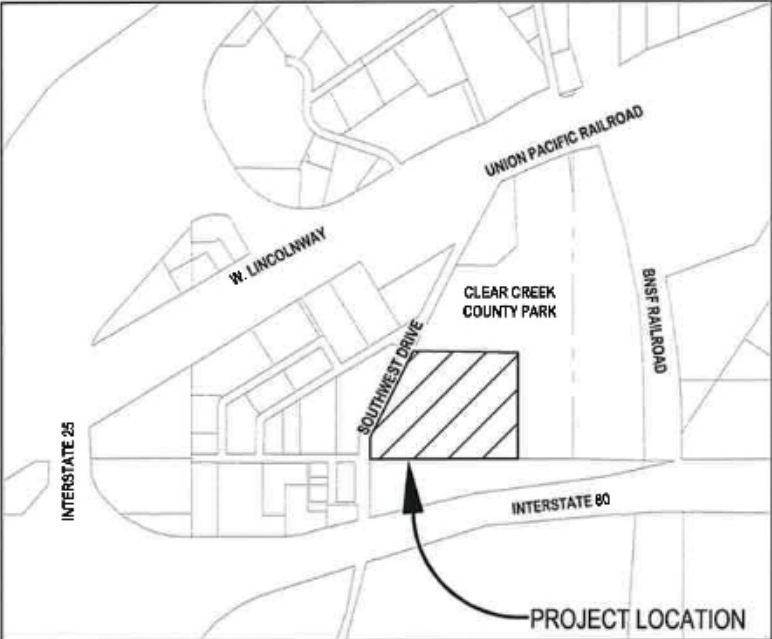 UNION PACIFIC RAILROAD
W. LINCOLNWAY
CLEAR CREEK
COUNTY PARK
BNSF RAILROAD
SOUTHWEST DRIVE
INTERSTATE 25
INTERSTATE 80
PROJECT LOCATION